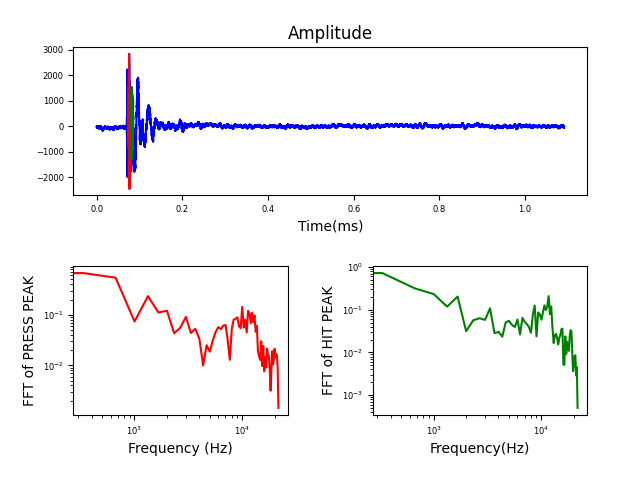 Amplitude
3000
2000
1000
0
−1000
−2000
0.0 0.2 0.4 0.6 0.8 1.0
Time(ms)
FFT of PRESS PEAK
10⁻¹
10⁻²
10³ 10⁴
Frequency (Hz)
FFT of HIT PEAK
10⁰
10⁻¹
10⁻²
10⁻³
10³ 10⁴
Frequency(Hz)